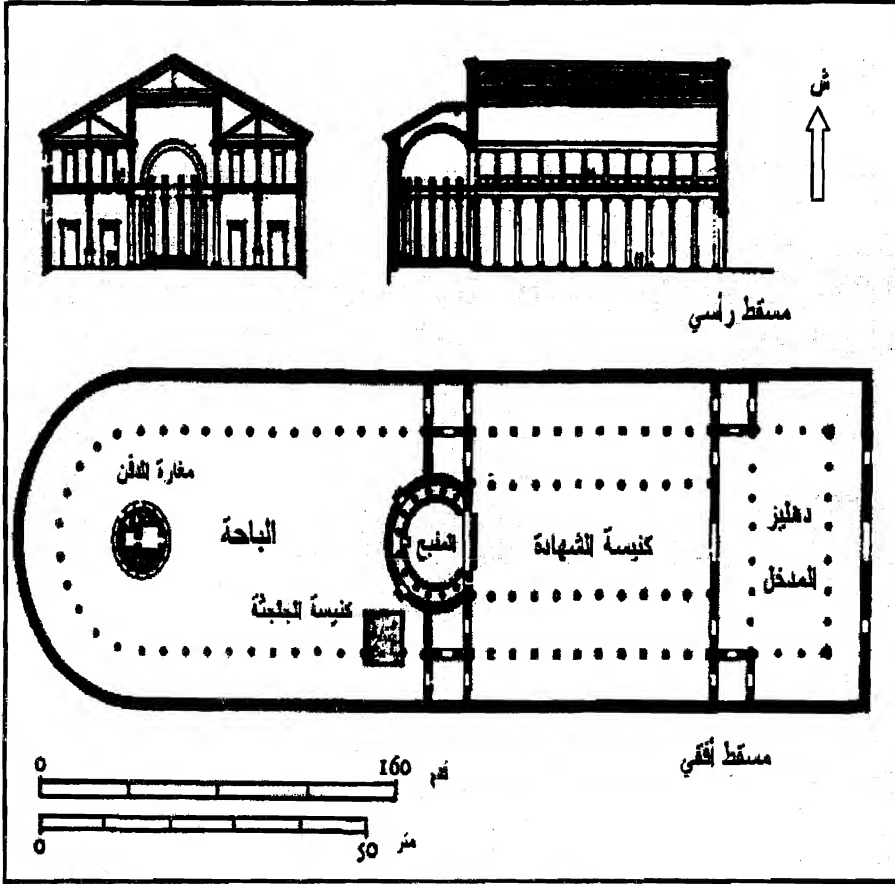 ش
مسقط رأسي
مغارة الدفن
الباحة
المذبح
كنيسة الشهادة
دهليز
المدخل
كنيسة الجلجثة
مسقط أفقي
0 160 قدم
0 50 متر